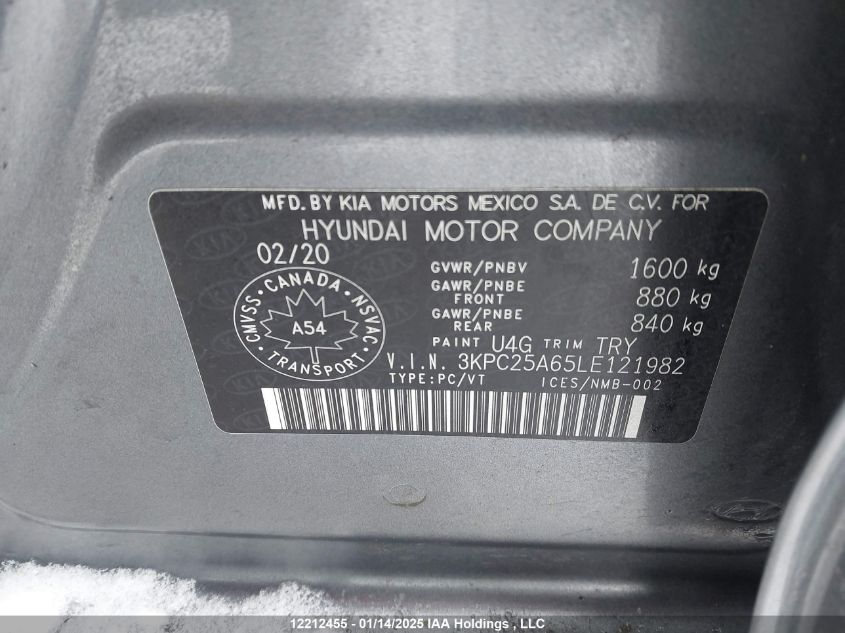 MFD. BY KIA MOTORS MEXICO S.A. DE C.V. FOR
HYUNDAI MOTOR COMPANY
02/20
GVWR/PNBV 1600 kg
GAWR/PNBE FRONT 880 kg
GAWR/PNBE REAR 840 kg
PAINT U4G TRIM TRY
V.I.N. 3KPC25A65LE121982
TYPE:PC/VT ICES/NMB-002
CMVSS • CANADA • NSVAC •
A54
TRANSPORT
12212455 - 01/14/2025 IAA Holdings , LLC